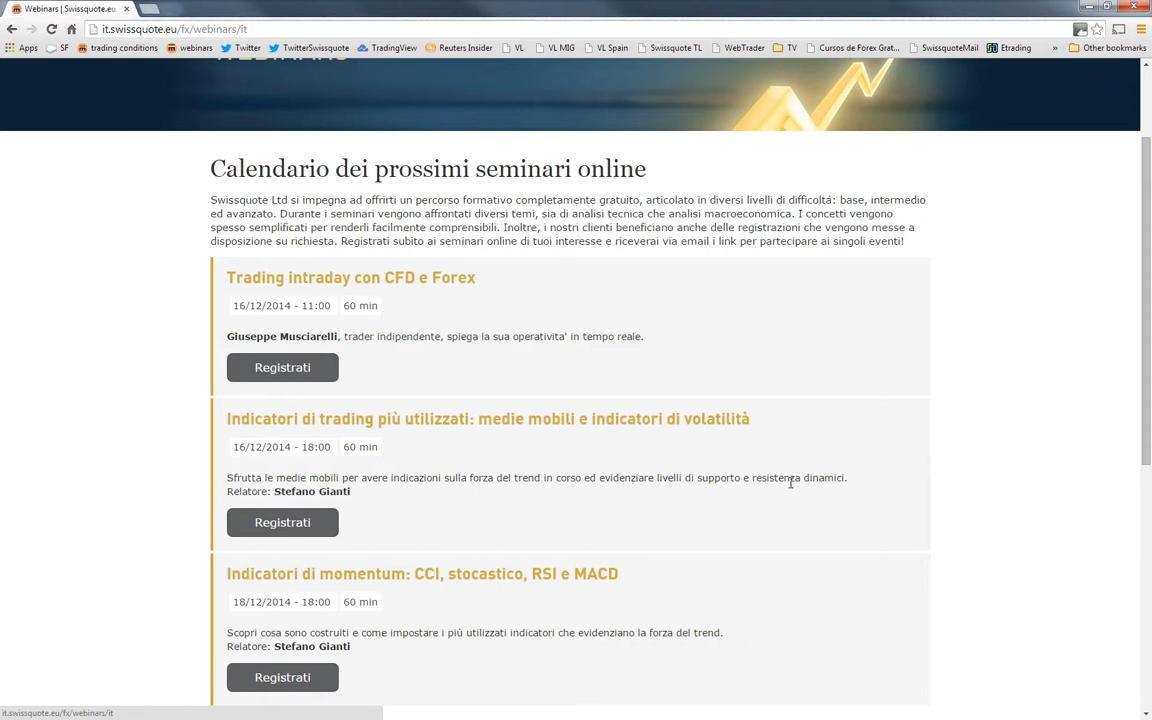 Webinars | Swissquote.eu
it.swissquote.eu/fx/webinars/it
Apps SF trading conditions webinars Twitter TwitterSwissquote TradingView Reuters Insider VL VL MIG VL Spain Swissquote TL WebTrader TV Cursos de Forex Grat... SwissquoteMail Etrading » Other bookmarks
WEBINARS
Calendario dei prossimi seminari online
Swissquote Ltd si impegna ad offrirti un percorso formativo completamente gratuito, articolato in diversi livelli di difficoltá: base, intermedio
ed avanzato. Durante i seminari vengono affrontati diversi temi, sia di analisi tecnica che analisi macroeconomica. I concetti vengono
spesso semplificati per renderli facilmente comprensibili. Inoltre, i nostri clienti beneficiano anche delle registrazioni che vengono messe a
disposizione su richiesta. Registrati subito ai seminari online di tuoi interesse e riceverai via email i link per partecipare ai singoli eventi!
Trading intraday con CFD e Forex
16/12/2014 - 11:00 60 min
Giuseppe Musciarelli, trader indipendente, spiega la sua operativita' in tempo reale.
Registrati
Indicatori di trading più utilizzati: medie mobili e indicatori di volatilità
16/12/2014 - 18:00 60 min
Sfrutta le medie mobili per avere indicazioni sulla forza del trend in corso ed evidenziare livelli di supporto e resistenza dinamici.
Relatore: Stefano Gianti
Registrati
Indicatori di momentum: CCI, stocastico, RSI e MACD
18/12/2014 - 18:00 60 min
Scopri cosa sono costruiti e come impostare i più utilizzati indicatori che evidenziano la forza del trend.
Relatore: Stefano Gianti
Registrati
it.swissquote.eu/fx/webinars/it